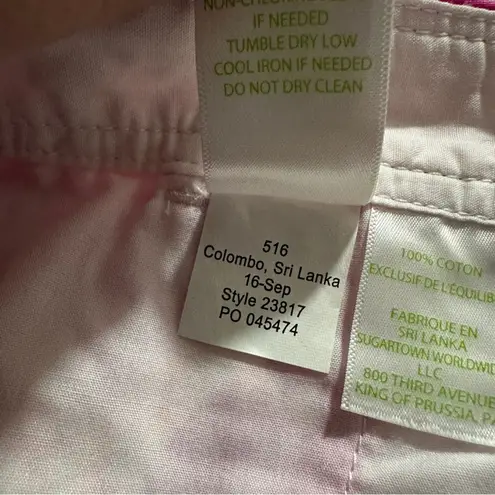 IF NEEDED
TUMBLE DRY LOW
COOL IRON IF NEEDED
DO NOT DRY CLEAN
516
Colombo, Sri Lanka
16-Sep
Style 23817
PO 045474
100% COTON
EXCLUSIF DE L'ÉQUILIB
FABRIQUE EN
SRI LANKA
SUGARTOWN WORLDWID
LLC
800 THIRD AVENUE
KING OF PRUSSIA, PA